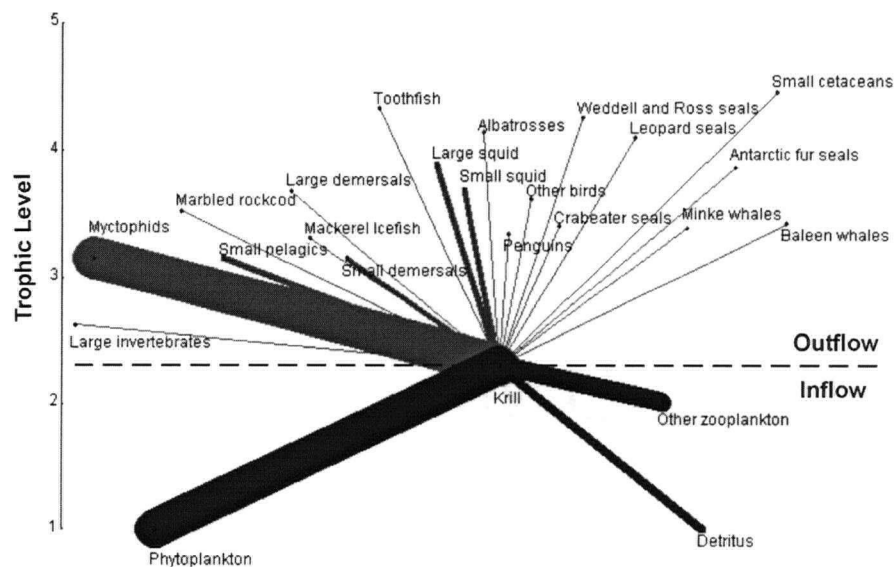 5
Small cetaceans
Toothfish
Weddell and Ross seals
Albatrosses
Leopard seals
4
Large squid
Antarctic fur seals
Small squid
Large demersals
Other birds
Marbled rockcod
Crabeater seals
Minke whales
Myctophids
Mackerel Icefish
Baleen whales
Small pelagics
Penguins
Small demersals
3
Trophic Level
Large invertebrates
Outflow
Inflow
Krill
2
Other zooplankton
1
Phytoplankton
Detritus